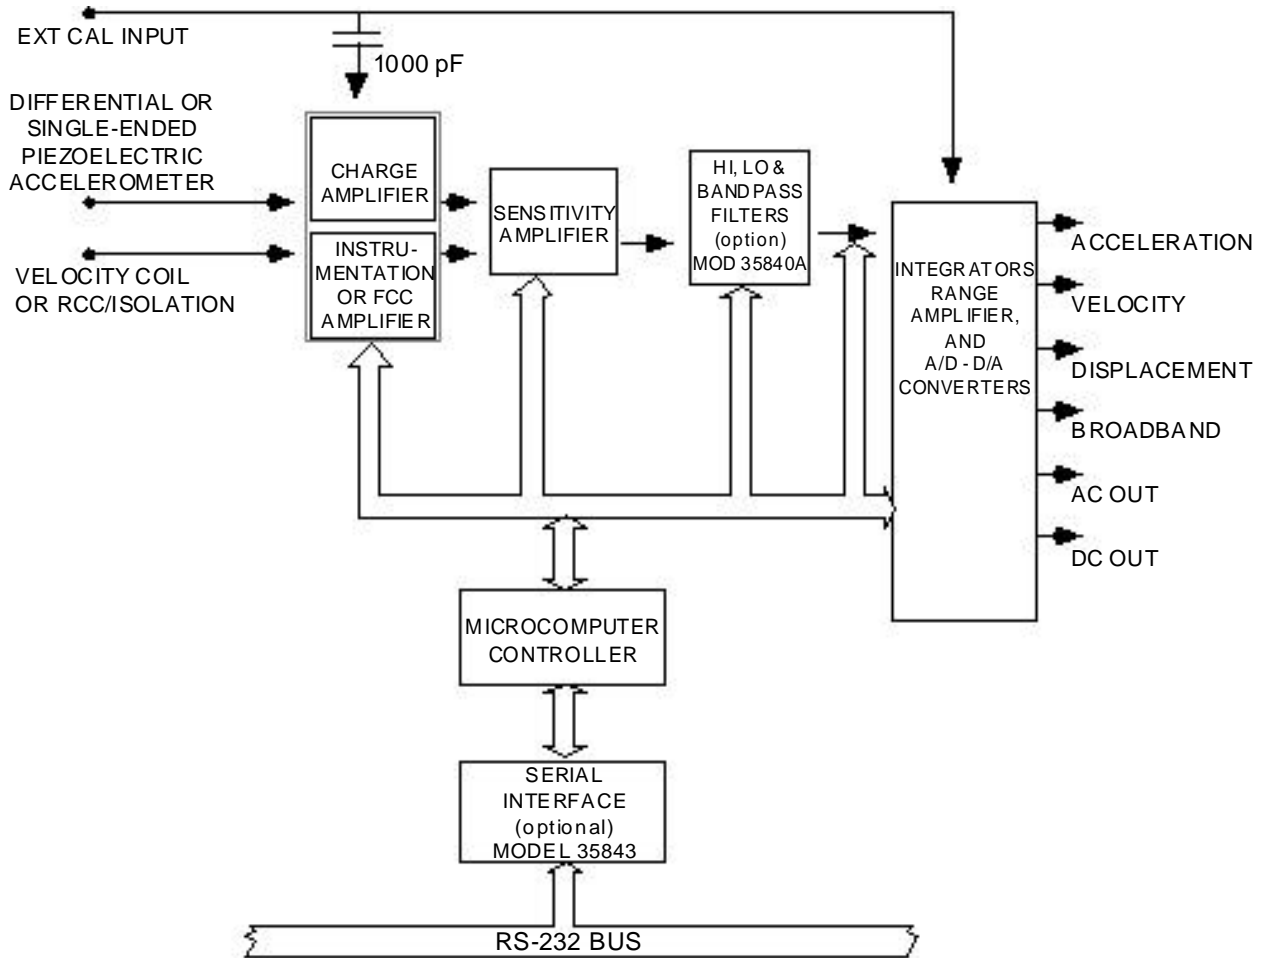 EXT CAL INPUT
1000 pF
DIFFERENTIAL OR
SINGLE-ENDED
PIEZOELECTRIC
ACCELEROMETER
VELOCITY COIL
OR RCC/ISOLATION
CHARGE
AMPLIFIER
INSTRU-
MENTATION
OR FCC
AMPLIFIER
SENSITIVITY
AMPLIFIER
HI, LO &
BANDPASS
FILTERS
(option)
MOD 35840A
INTEGRATORS
RANGE
AMPLIFIER,
AND
A/D - D/A
CONVERTERS
ACCELERATION
VELOCITY
DISPLACEMENT
BROADBAND
AC OUT
DC OUT
MICROCOMPUTER
CONTROLLER
SERIAL
INTERFACE
(optional)
MODEL 35843
RS-232 BUS